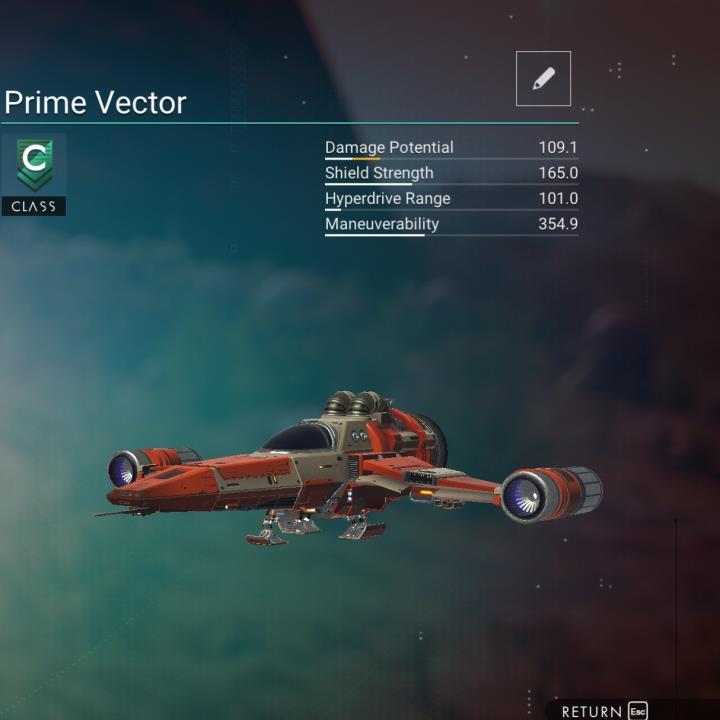 Prime Vector
C
CLASS
Damage Potential 109.1
Shield Strength 165.0
Hyperdrive Range 101.0
Maneuverability 354.9
RETURN Esc